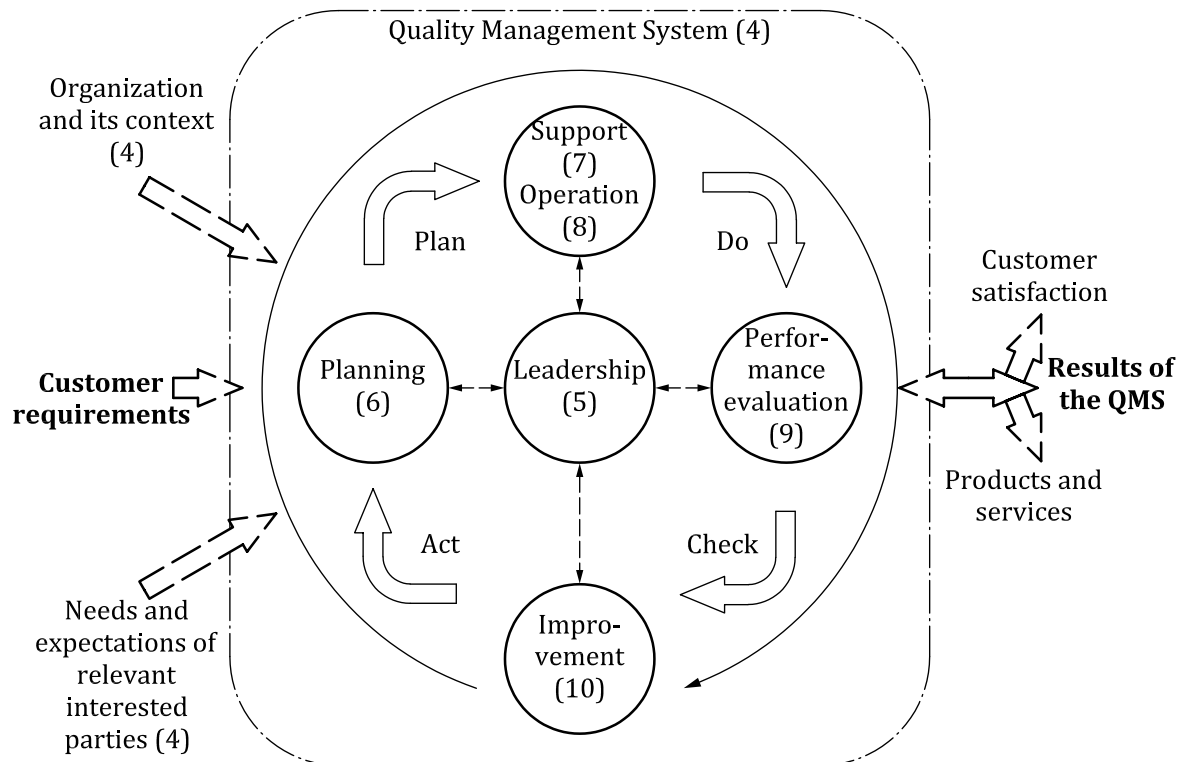 Quality Management System (4)
Organization
and its context
(4)
Support
(7)
Operation
(8)
Plan
Do
Customer
satisfaction
Customer
requirements
Planning
(6)
Leadership
(5)
Perfor-
mance
evaluation
(9)
Results of
the QMS
Products and
services
Act
Check
Needs and
expectations of
relevant
interested
parties (4)
Improve-
vement
(10)